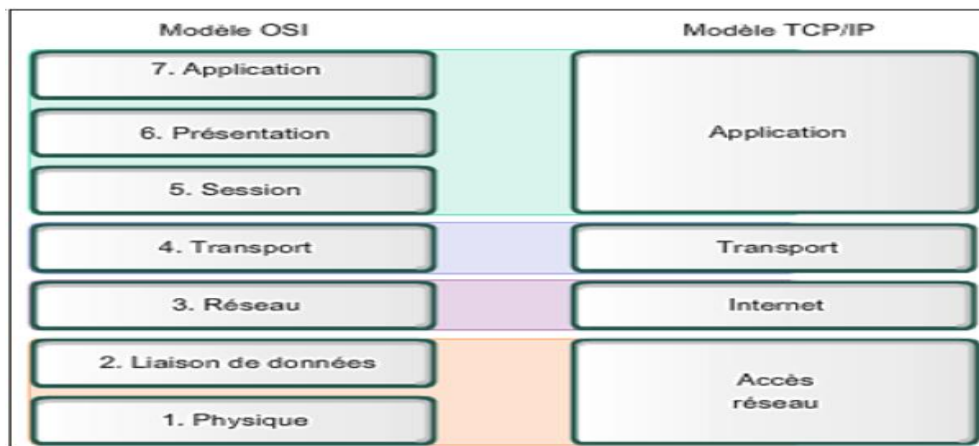 Modèle OSI
Modèle TCP/IP
7. Application
6. Présentation
5. Session
Application
4. Transport
Transport
3. Réseau
Internet
2. Liaison de données
1. Physique
Accès
réseau